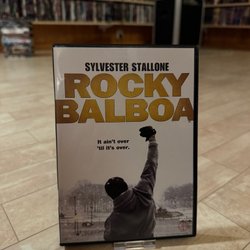 SYLVESTER STALLONE
ROCKY
BALBOA
It ain't over
'til it's over.